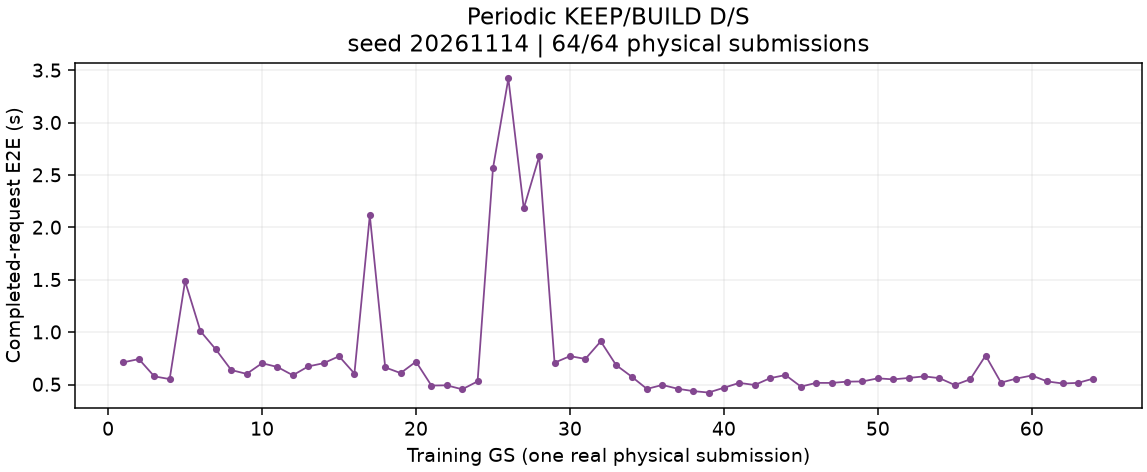 Periodic KEEP/BUILD D/S
seed 20261114 | 64/64 physical submissions
Completed-request E2E (s)
3.5
3.0
2.5
2.0
1.5
1.0
0.5
0 10 20 30 40 50 60
Training GS (one real physical submission)